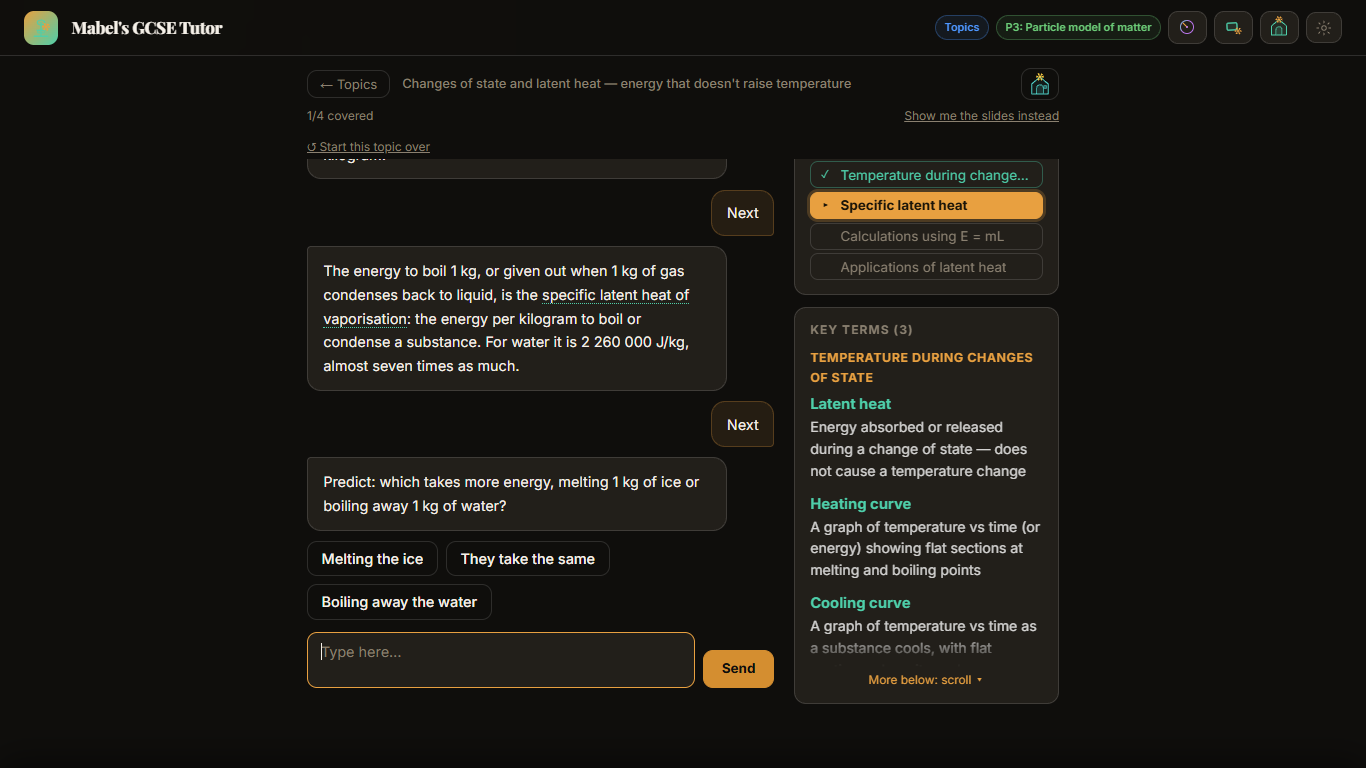 Mabel's GCSE Tutor
Topics
P3: Particle model of matter
← Topics
Changes of state and latent heat — energy that doesn't raise temperature
1/4 covered
Show me the slides instead
↺ Start this topic over
Next
The energy to boil 1 kg, or given out when 1 kg of gas
condenses back to liquid, is the specific latent heat of
vaporisation: the energy per kilogram to boil or
condense a substance. For water it is 2 260 000 J/kg,
almost seven times as much.
Next
Predict: which takes more energy, melting 1 kg of ice or
boiling away 1 kg of water?
Melting the ice
They take the same
Boiling away the water
Type here...
Send
✓ Temperature during change...
▸ Specific latent heat
Calculations using E = mL
Applications of latent heat
KEY TERMS (3)
TEMPERATURE DURING CHANGES
OF STATE
Latent heat
Energy absorbed or released
during a change of state — does
not cause a temperature change
Heating curve
A graph of temperature vs time (or
energy) showing flat sections at
melting and boiling points
Cooling curve
A graph of temperature vs time as
a substance cools, with flat
More below: scroll ▾